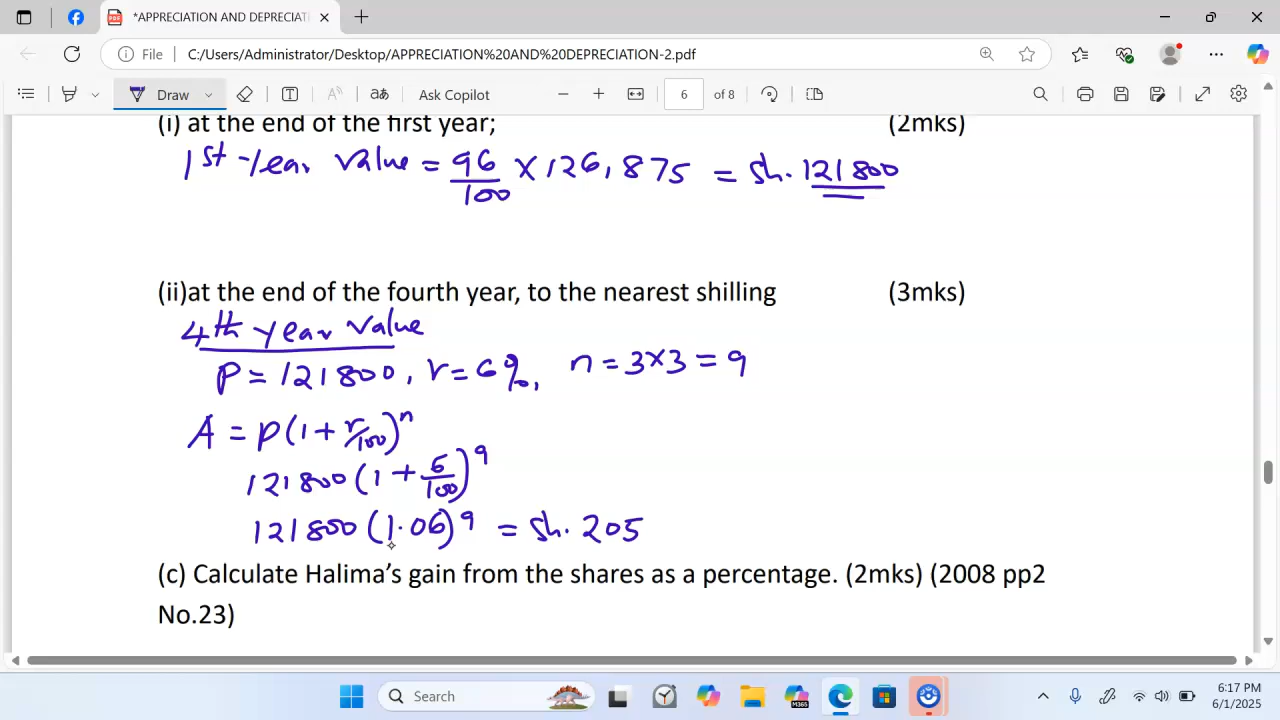 *APPRECIATION AND DEPRECIAT
File C:/Users/Administrator/Desktop/APPRECIATION%20AND%20DEPRECIATION-2.pdf
Draw Ask Copilot 6 of 8
(i) at the end of the first year; (2mks)
1st-year value = 96/100 × 126,875 = sh. 121800
(ii)at the end of the fourth year, to the nearest shilling (3mks)
4th year value
P = 121800, r = 6%, n = 3×3 = 9
A = P(1 + r/100)^n
121800 (1 + 6/100)^9
121800 (1.06)^9 = sh. 205
(c) Calculate Halima’s gain from the shares as a percentage. (2mks) (2008 pp2
No.23)
Search
6:17 PM
6/1/2025